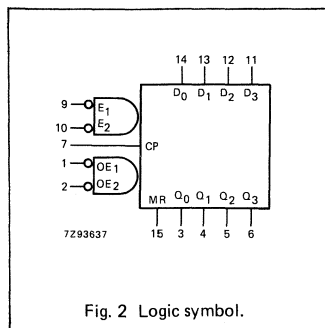 14 13 12 11
D0 D1 D2 D3
9 E1
10 E2
7 CP
1 OE1
2 OE2
MR Q0 Q1 Q2 Q3
7Z93637
15 3 4 5 6
Fig. 2 Logic symbol.